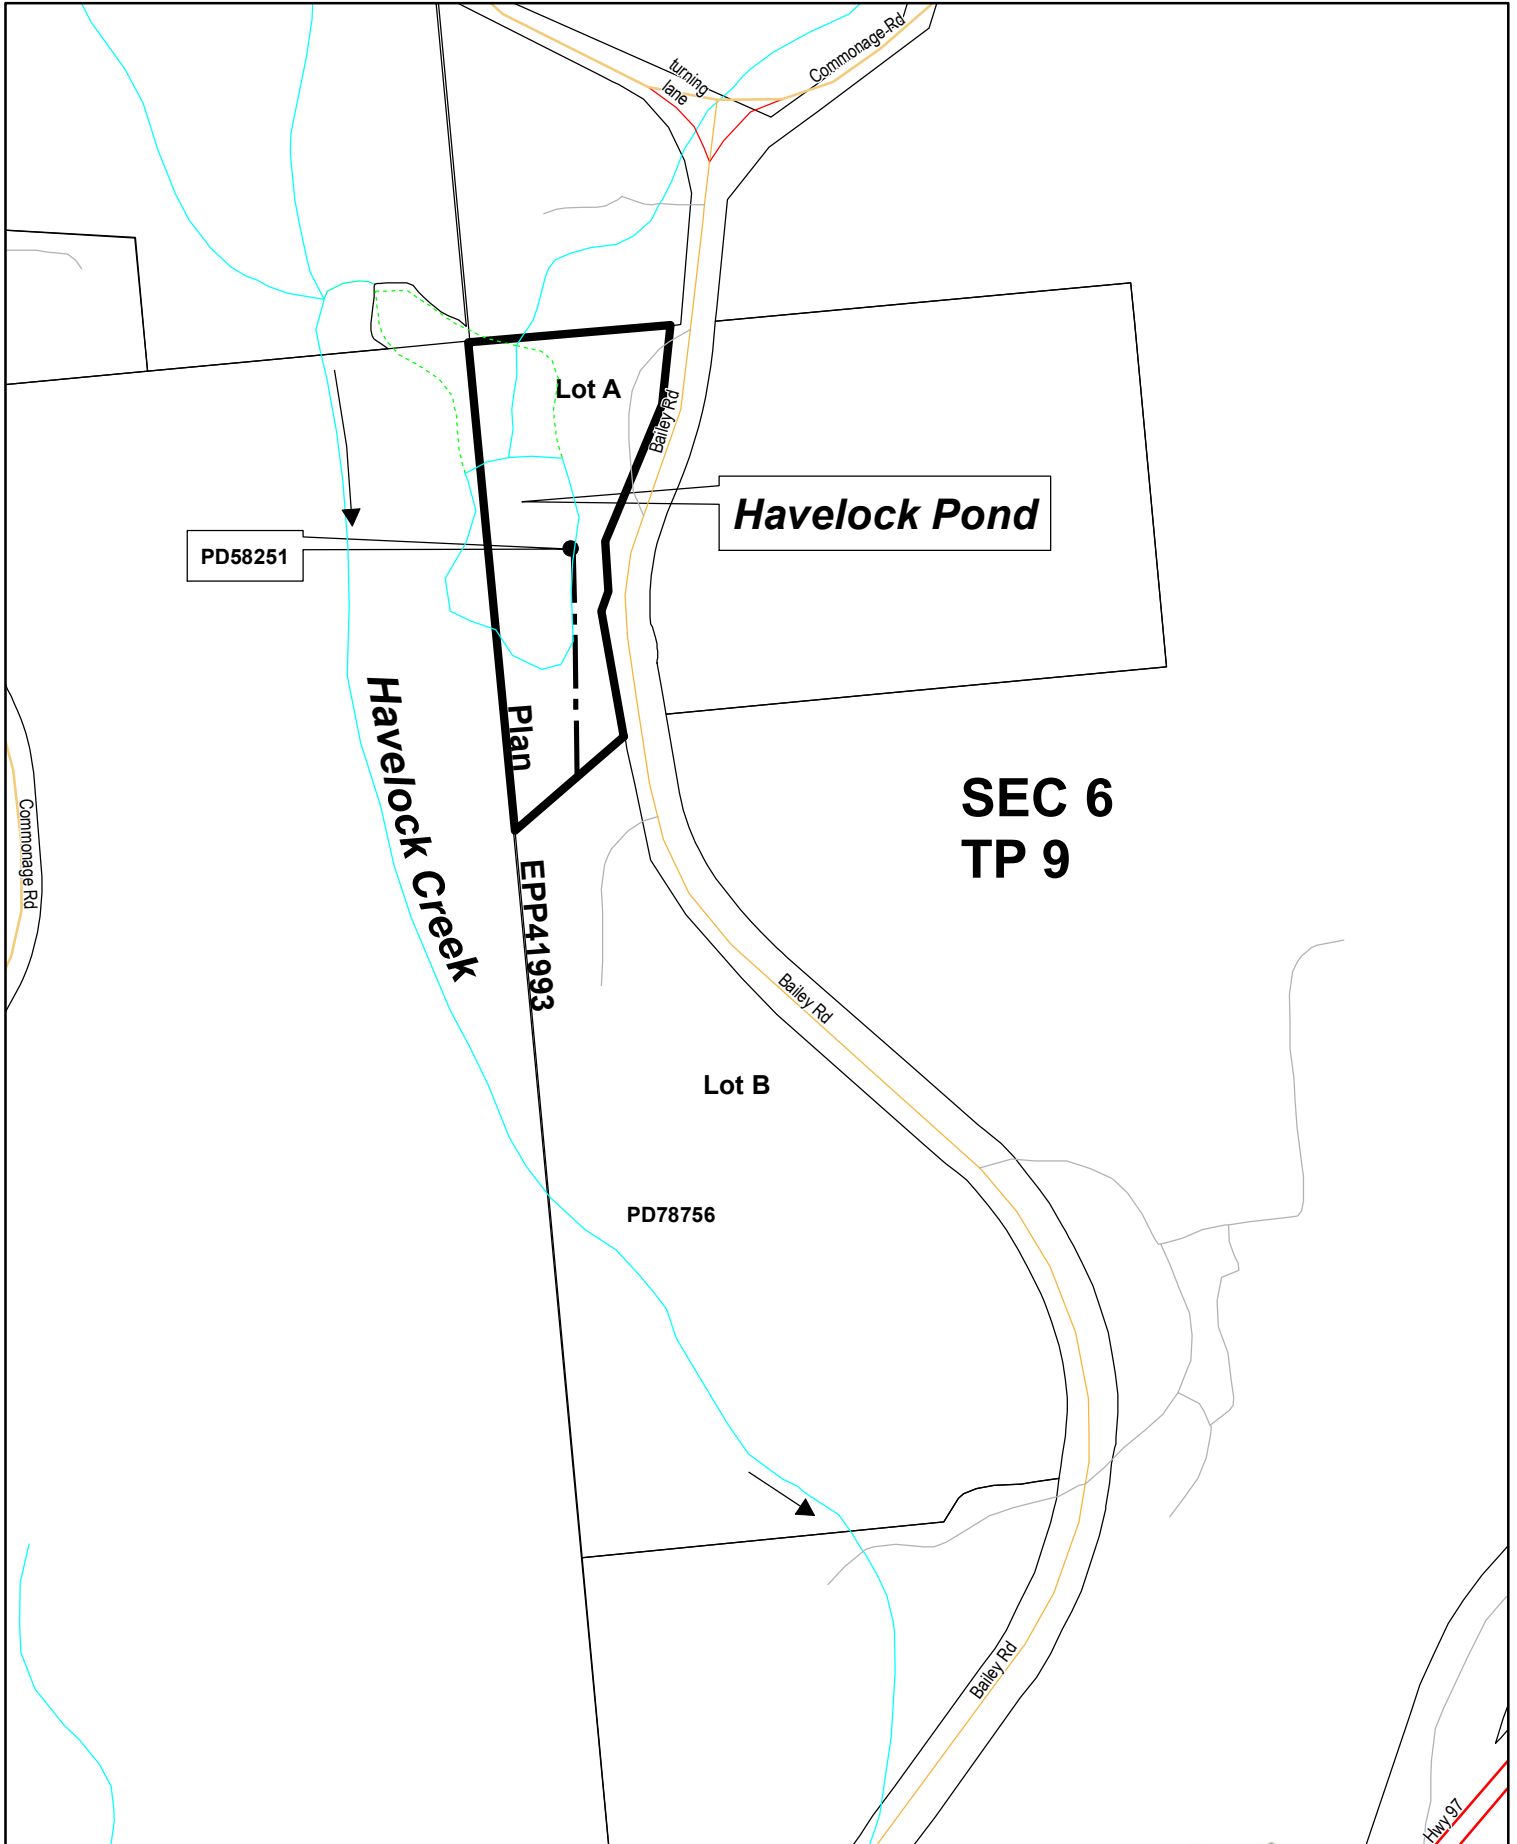 turning
lane
Commonage Rd
Lot A
Bailey Rd
Havelock Pond
PD58251
Havelock Creek
Plan
EPP41993
SEC 6
TP 9
Commonage Rd
Bailey Rd
Lot B
PD78756
Bailey Rd
Hwy 97